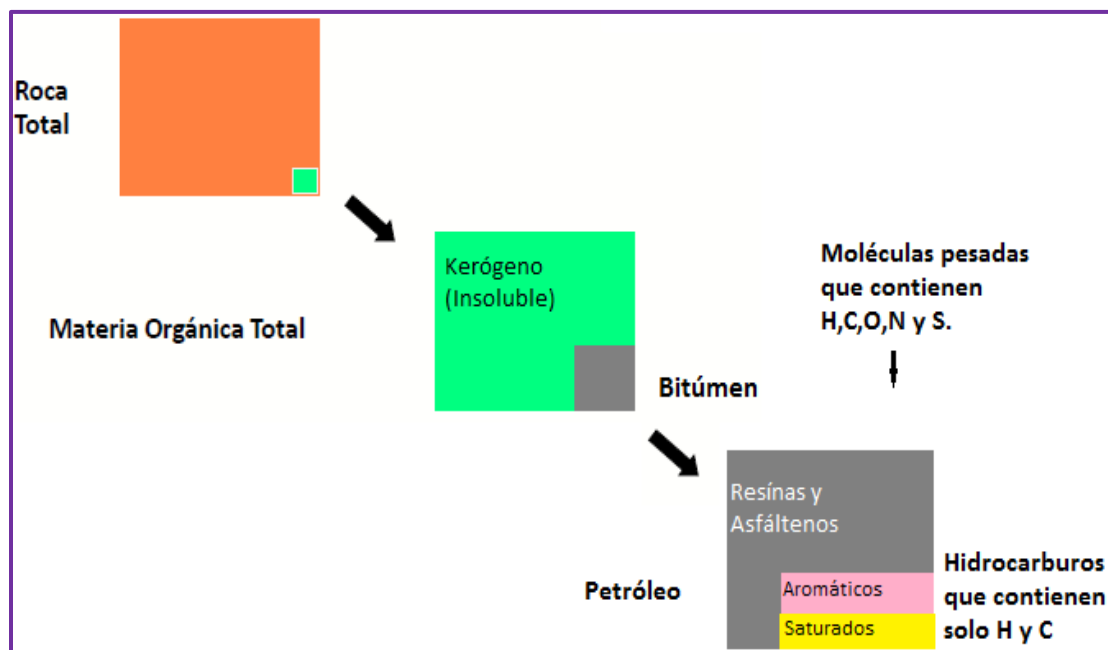 Roca
Total
Kerógeno
(Insoluble)
Materia Orgánica Total
Moléculas pesadas
que contienen
H,C,O,N y S.
Bitúmen
Resínas y
Asfáltenos
Petróleo
Aromáticos
Saturados
Hidrocarburos
que contienen
solo H y C